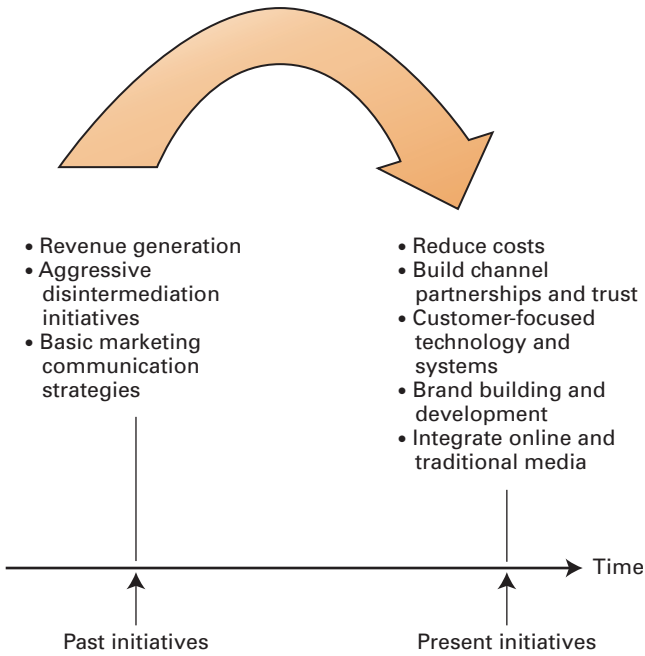 • Revenue generation
• Aggressive
disintermediation
initiatives
• Basic marketing
communication
strategies
• Reduce costs
• Build channel
partnerships and trust
• Customer-focused
technology and
systems
• Brand building and
development
• Integrate online and
traditional media
Time
Past initiatives
Present initiatives